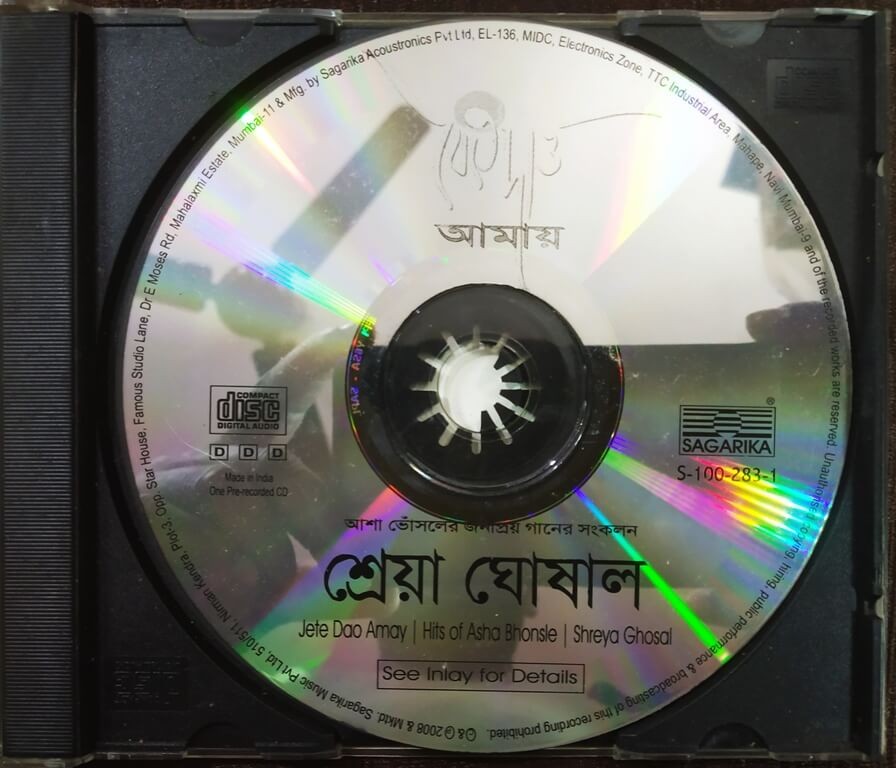 যেতে দাও
আমায়
COMPACT
disc
DIGITAL AUDIO
D D D
Made in India
One Pre-recorded CD
®
SAGARIKA
S-100-283-1
আশা ভোঁসলের জনপ্রিয় গানের সংকলন
শ্রেয়া ঘোষাল
Jete Dao Amay | Hits of Asha Bhonsle | Shreya Ghosal
See Inlay for Details
℗ & © 2008 & Mktd. Sagarika Music Pvt Ltd, 510/511, Nirman Kendra, Plot-3, Opp. Star House, Famous Studio Lane, Dr E Moses Rd, Mahalaxmi Estate, Mumbai-11 & Mfg. by Sagarika Acoustronics Pvt Ltd, EL-136, MIDC, Electronics Zone, TTC Industrial Area, Mahape, Navi Mumbai-9 and of the recorded works are reserved. Unauthorised copying, hiring, public performance & broadcasting of this recording prohibited.